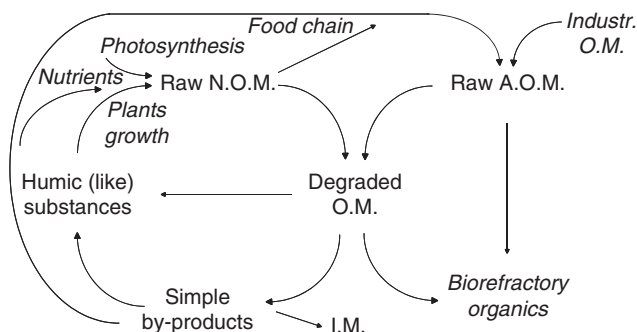 Food chain
Industr.
O.M.
Photosynthesis
Nutrients
Raw N.O.M.
Raw A.O.M.
Plants
growth
Humic (like)
substances
Degraded
O.M.
Simple
by-products
I.M.
Biorefractory
organics